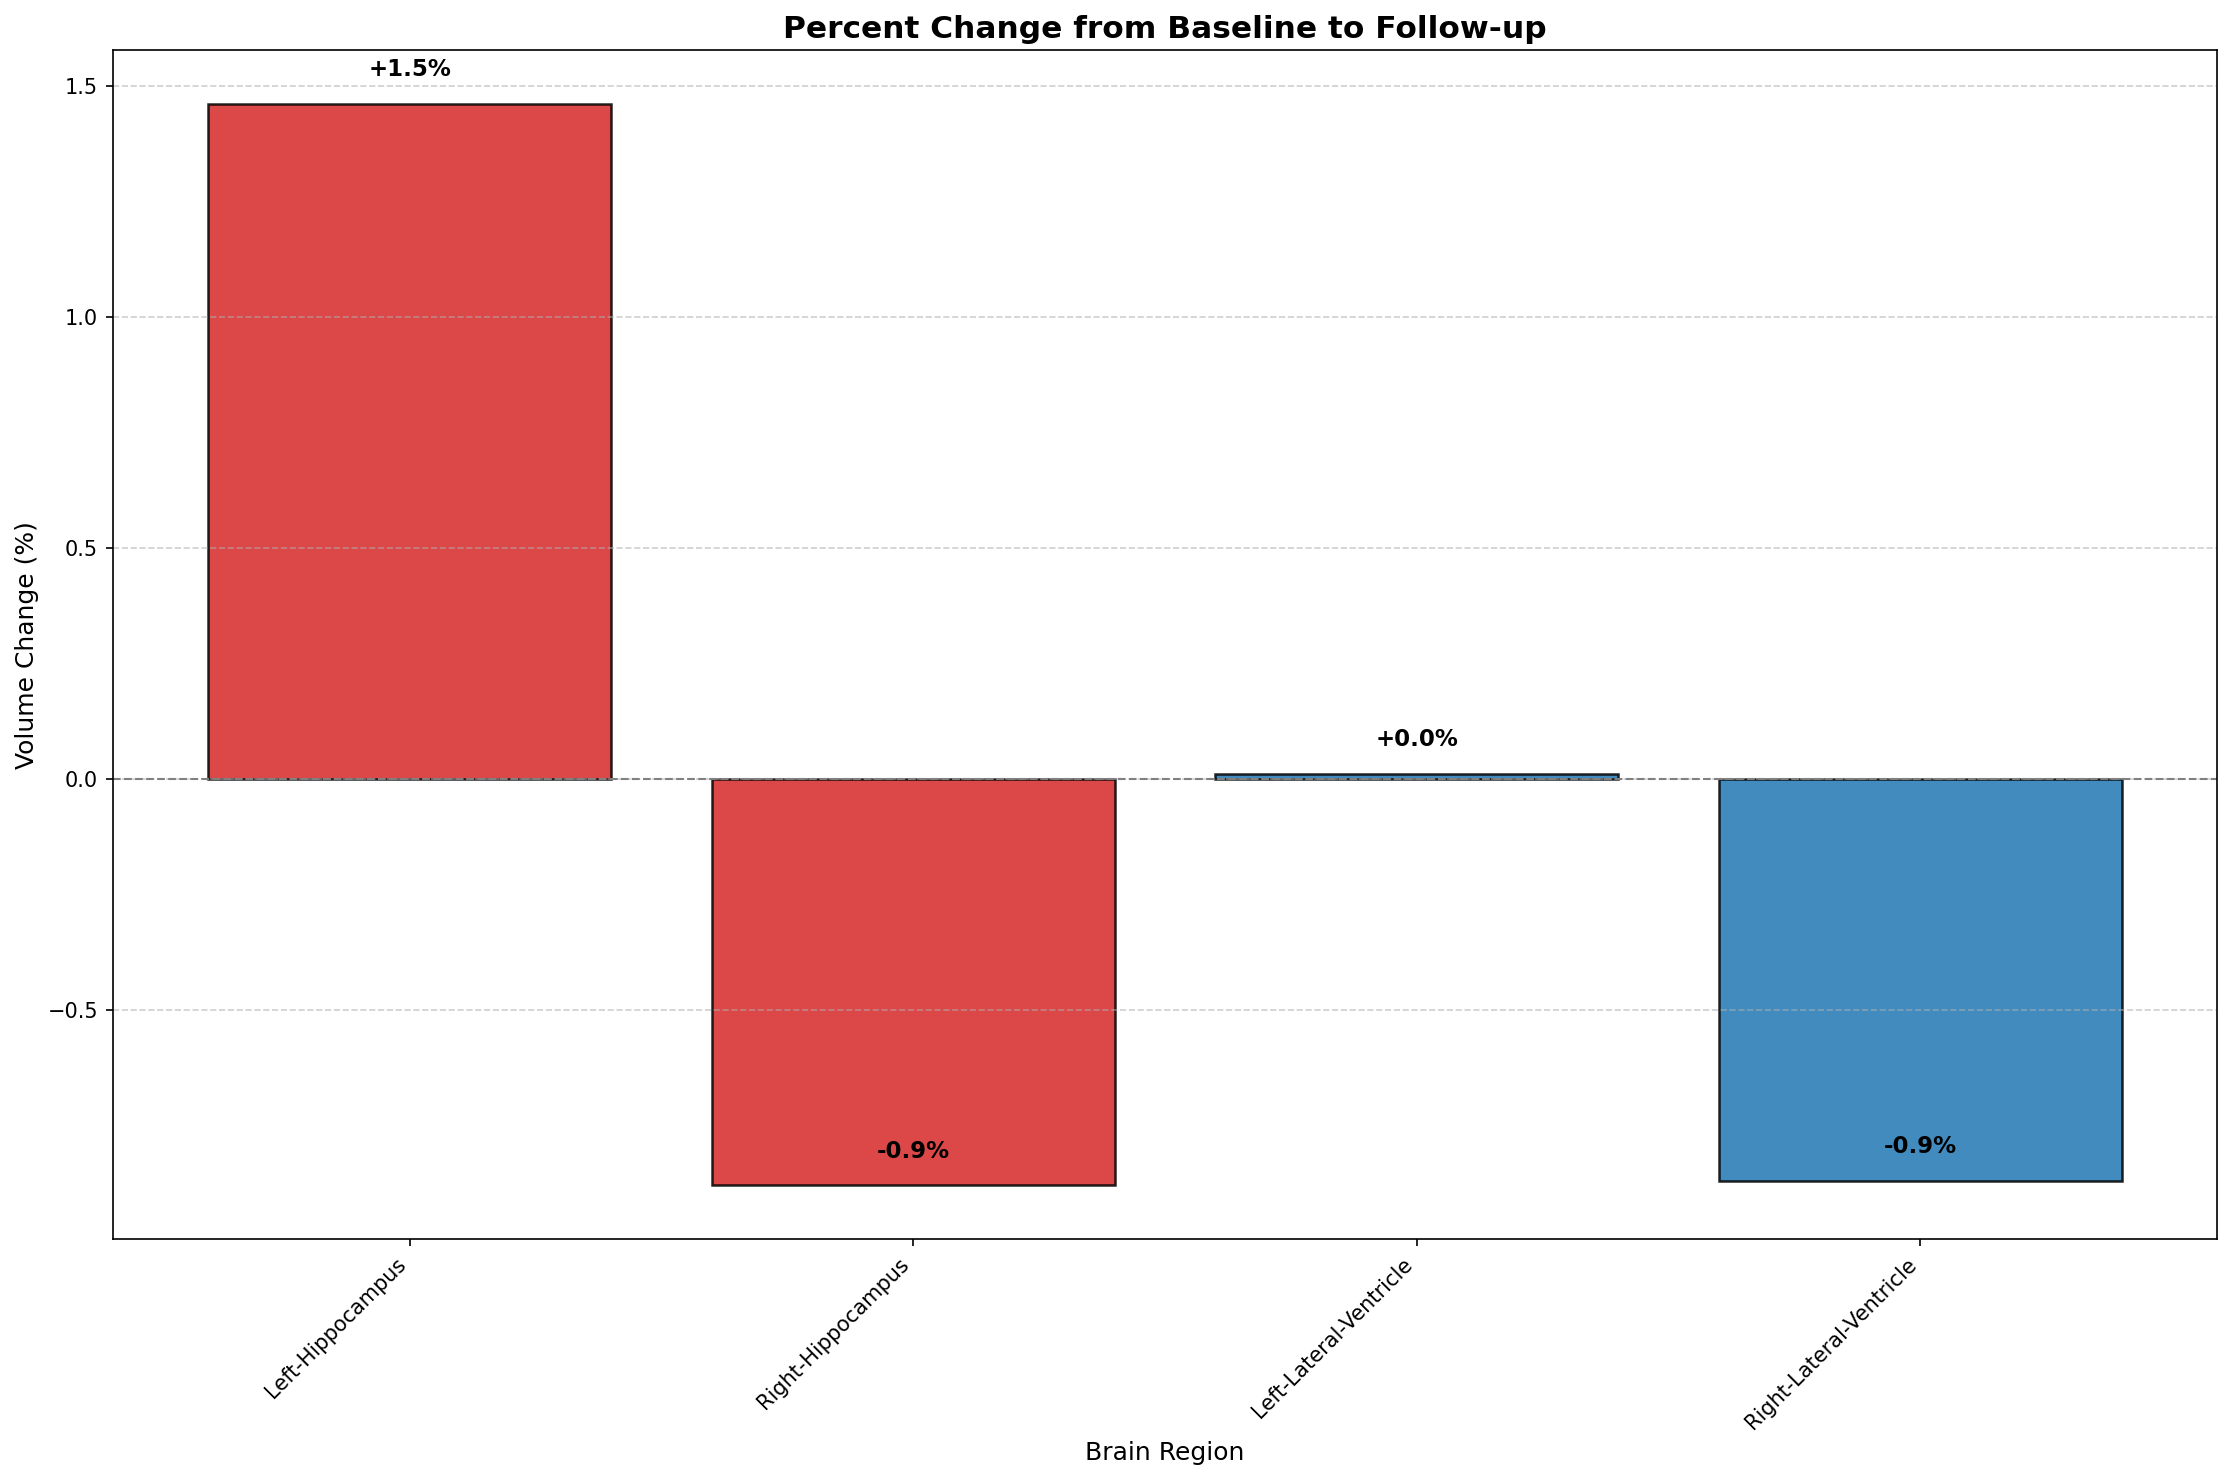 Percent Change from Baseline to Follow-up
Volume Change (%)
1.5
1.0
0.5
0.0
−0.5
+1.5%
-0.9%
+0.0%
-0.9%
Left-Hippocampus
Right-Hippocampus
Left-Lateral-Ventricle
Right-Lateral-Ventricle
Brain Region